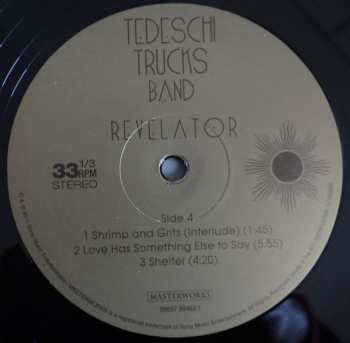 TEDESCHI
TRUCKS
BAND
REVELATOR
33 1/3
RPM
STEREO
Side 4
1 Shrimp and Grits (Interlude) (1:45)
2 Love Has Something Else to Say (5:55)
3 Shelter (4:20)
MASTERWORKS